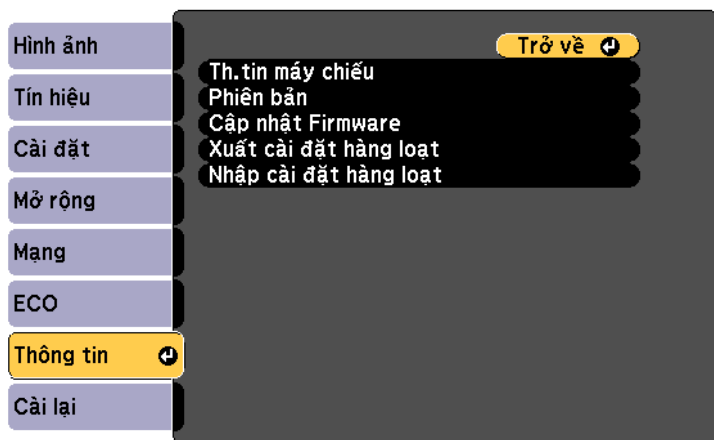 Hình ảnh
Tín hiệu
Cài đặt
Mở rộng
Mạng
ECO
Thông tin
Cài lại
Trở về
Th.tin máy chiếu
Phiên bản
Cập nhật Firmware
Xuất cài đặt hàng loạt
Nhập cài đặt hàng loạt